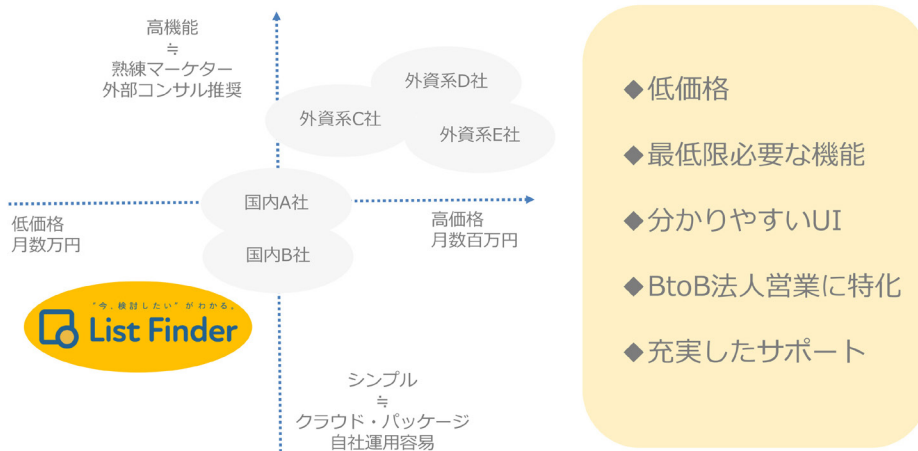 高機能
≒
熟練マーケター
外部コンサル推奨
外資系D社
外資系C社
外資系E社
国内A社
低価格
月数万円
高価格
月数百万円
国内B社
"今、検討したい"がわかる。
List Finder
シンプル
≒
クラウド・パッケージ
自社運用容易
◆低価格
◆最低限必要な機能
◆分かりやすいUI
◆BtoB法人営業に特化
◆充実したサポート